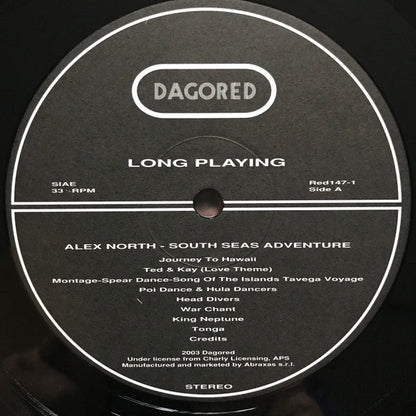 DAGORED
LONG PLAYING
SIAE
33 - RPM
Red147-1
Side A
ALEX NORTH - SOUTH SEAS ADVENTURE
Journey To Hawaii
Ted & Kay (Love Theme)
Montage-Spear Dance-Song Of The Islands Tavega Voyage
Poi Dance & Hula Dancers
Head Divers
War Chant
King Neptune
Tonga
Credits
2003 Dagored
Under license from Charly Licensing, APS
Manufactured and marketed by Abraxas s.r.l.
STEREO